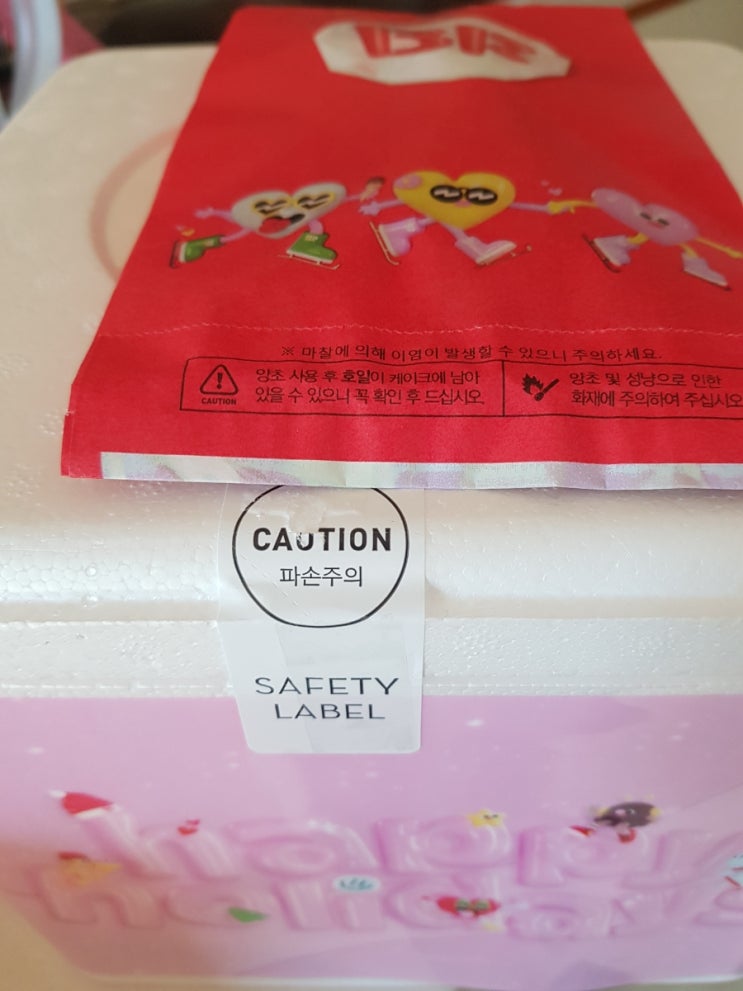 BR
※ 마찰에 의해 이염이 발생할 수 있으니 주의하세요.
CAUTION
양초 사용 후 호일이 케이크에 남아
있을 수 있으니 꼭 확인 후 드십시오.
양초 및 성냥으로 인한
화재에 주의하여 주십시오
CAUTION
파손주의
SAFETY
LABEL
happy
holidays